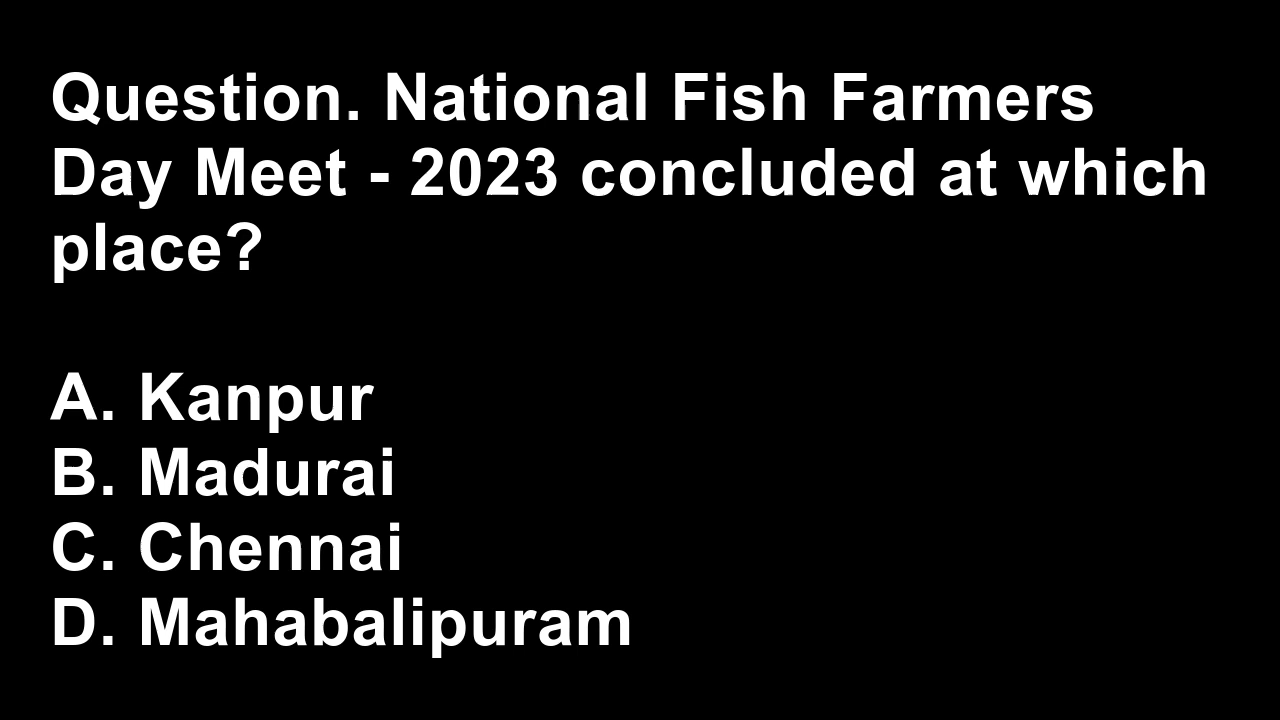 Question. National Fish Farmers
Day Meet - 2023 concluded at which
place?
A. Kanpur
B. Madurai
C. Chennai
D. Mahabalipuram